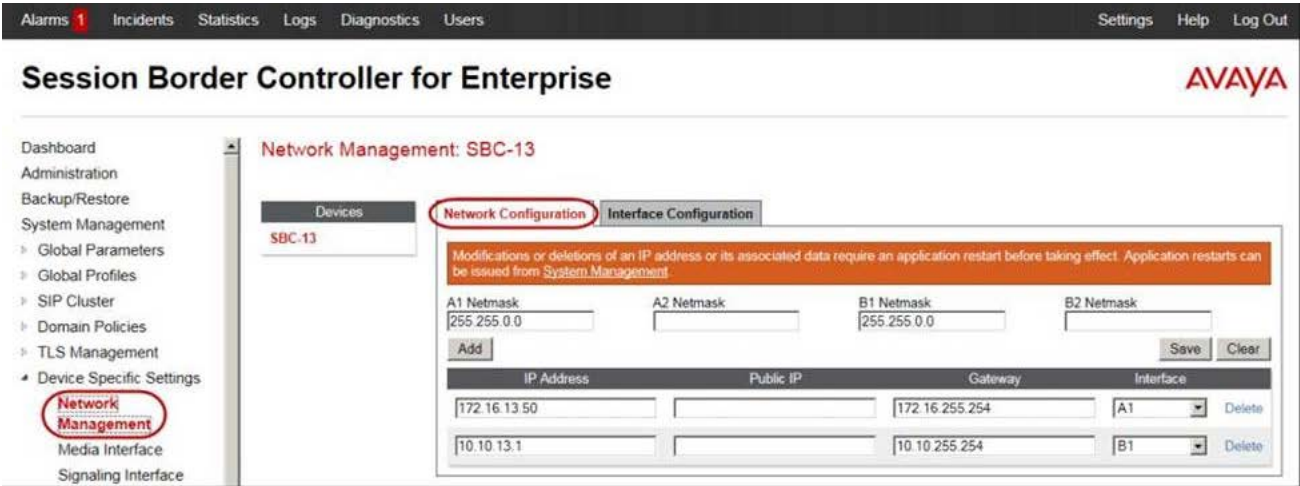 Alarms 1 Incidents Statistics Logs Diagnostics Users Settings Help Log Out
Session Border Controller for Enterprise
AVAYA
Dashboard
Administration
Backup/Restore
System Management
Global Parameters
Global Profiles
SIP Cluster
Domain Policies
TLS Management
Device Specific Settings
Network
Management
Media Interface
Signaling Interface
Network Management: SBC-13
Devices
SBC-13
Network Configuration Interface Configuration
Modifications or deletions of an IP address or its associated data require an application restart before taking effect. Application restarts can
be issued from System Management.
A1 Netmask A2 Netmask B1 Netmask B2 Netmask
255.255.0.0 255.255.0.0
Add Save Clear
IP Address Public IP Gateway Interface
172.16.13.50 172.16.255.254 A1 Delete
10.10.13.1 10.10.255.254 B1 Delete